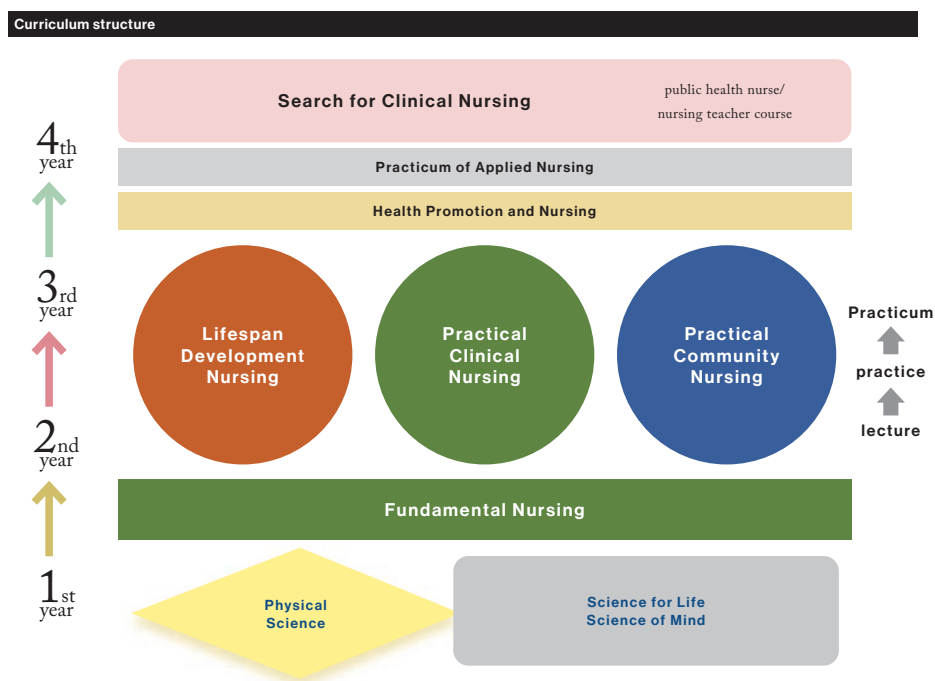 Curriculum structure
Search for Clinical Nursing
public health nurse/
nursing teacher course
4th
year
Practicum of Applied Nursing
Health Promotion and Nursing
3rd
year
Lifespan
Development
Nursing
Practical
Clinical
Nursing
Practical
Community
Nursing
Practicum
practice
lecture
2nd
year
Fundamental Nursing
1st
year
Physical
Science
Science for Life
Science of Mind